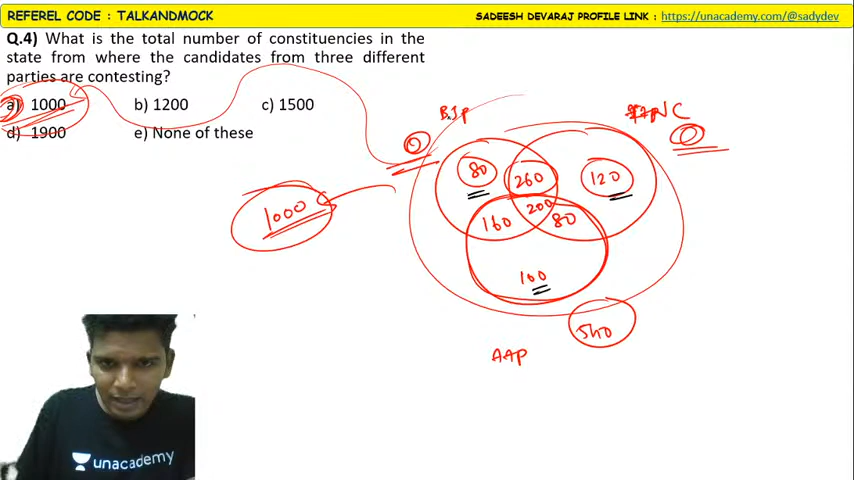 REFEREL CODE : TALKANDMOCK
SADEESH DEVARAJ PROFILE LINK : https://unacademy.com/@sadydev
Q.4) What is the total number of constituencies in the
state from where the candidates from three different
parties are contesting?
a) 1000 b) 1200 c) 1500
d) 1900 e) None of these
BJP
NC
0
0
80
260
120
1000
200
160
80
100
540
AAP
unacademy